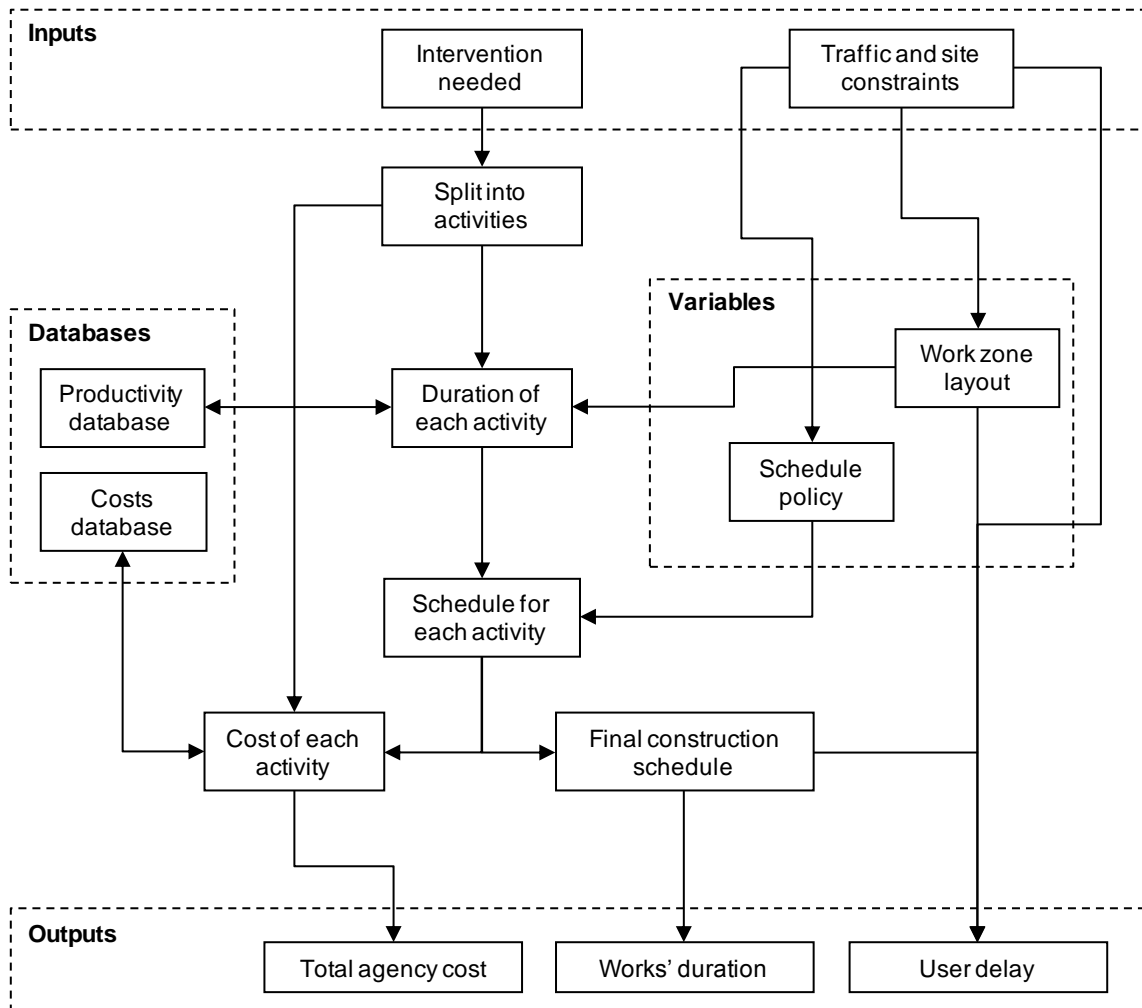 Inputs
Intervention
needed
Traffic and site
constraints
Split into
activities
Variables
Databases
Work zone
layout
Productivity
database
Duration of
each activity
Schedule
policy
Costs
database
Schedule for
each activity
Cost of each
activity
Final construction
schedule
Outputs
Total agency cost
Works’ duration
User delay